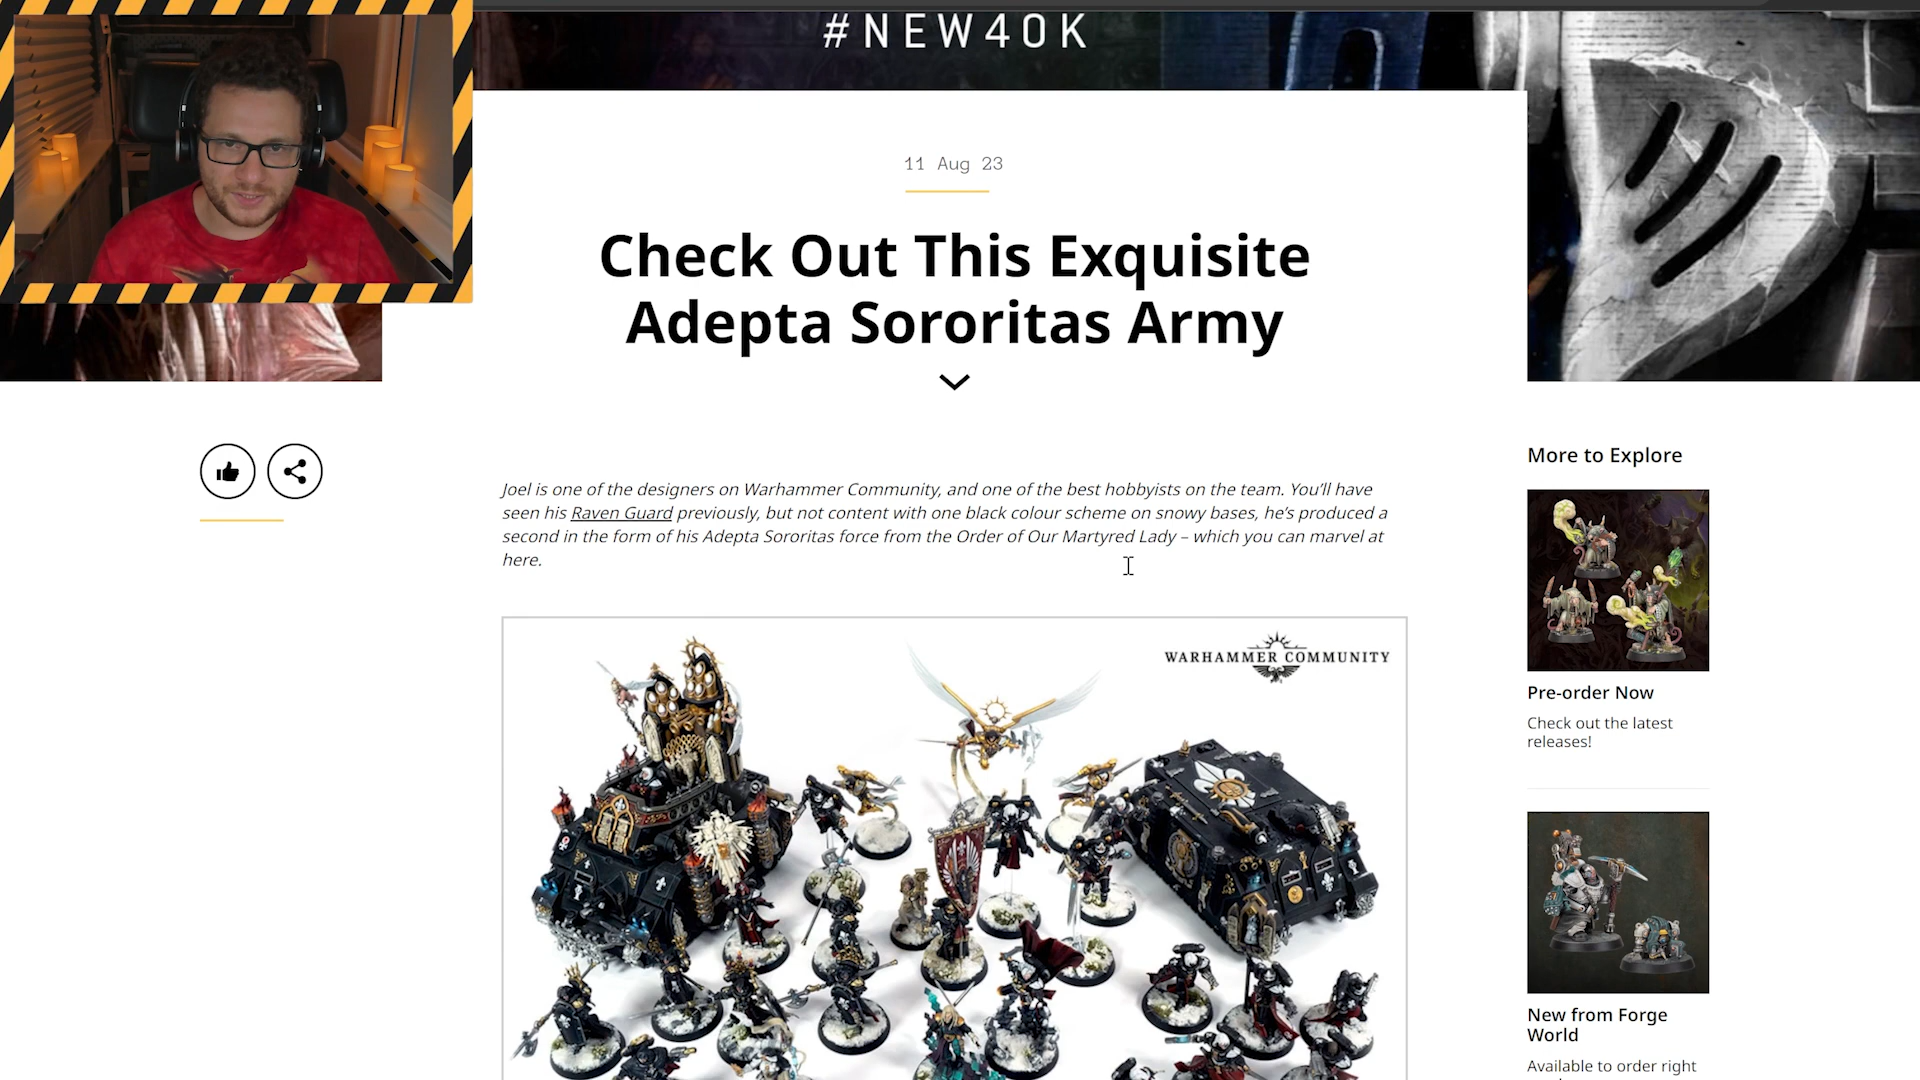 #NEW40K
11 Aug 23
Check Out This Exquisite
Adepta Sororitas Army
Joel is one of the designers on Warhammer Community, and one of the best hobbyists on the team. You’ll have
seen his Raven Guard previously, but not content with one black colour scheme on snowy bases, he’s produced a
second in the form of his Adepta Sororitas force from the Order of Our Martyred Lady – which you can marvel at
here.
WARHAMMER COMMUNITY
More to Explore
Pre-order Now
Check out the latest
releases!
New from Forge
World
Available to order right